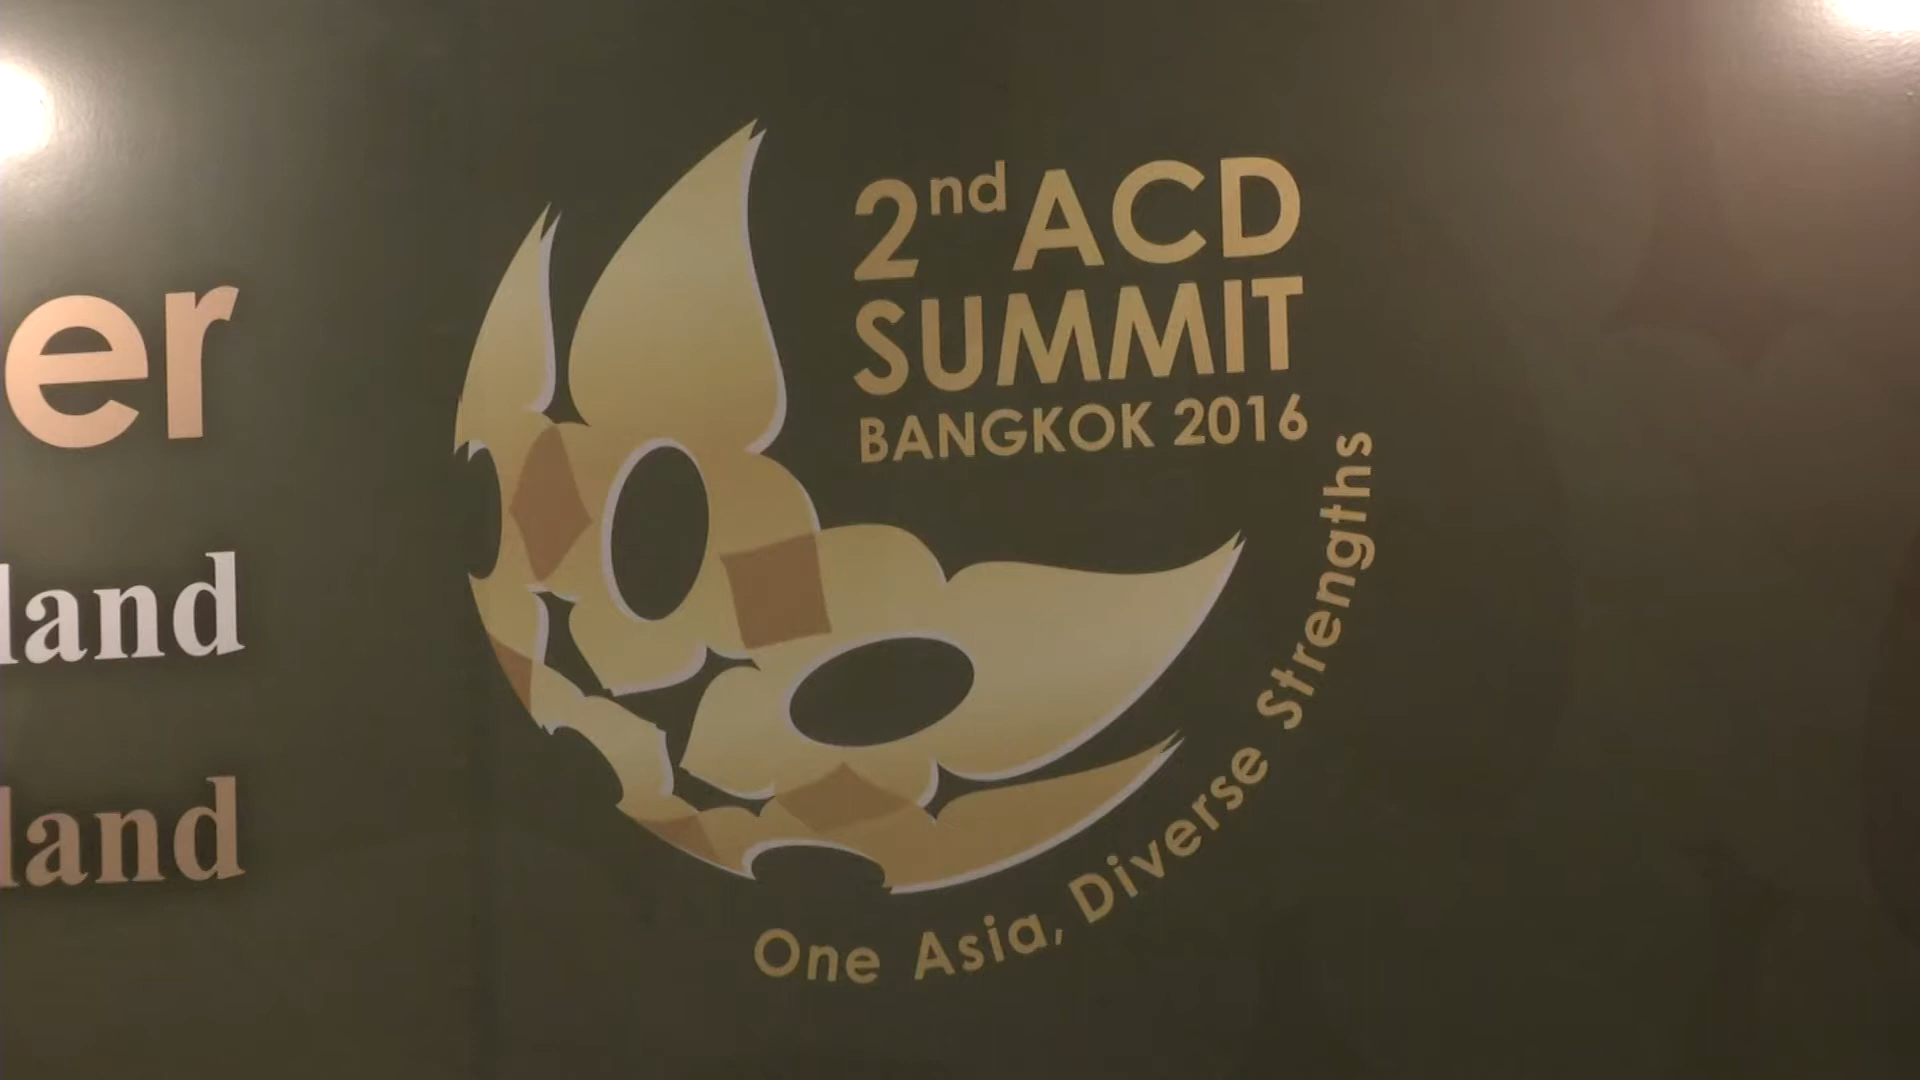 er
land
land
2nd ACD
SUMMIT
BANGKOK 2016
One Asia, Diverse Strengths